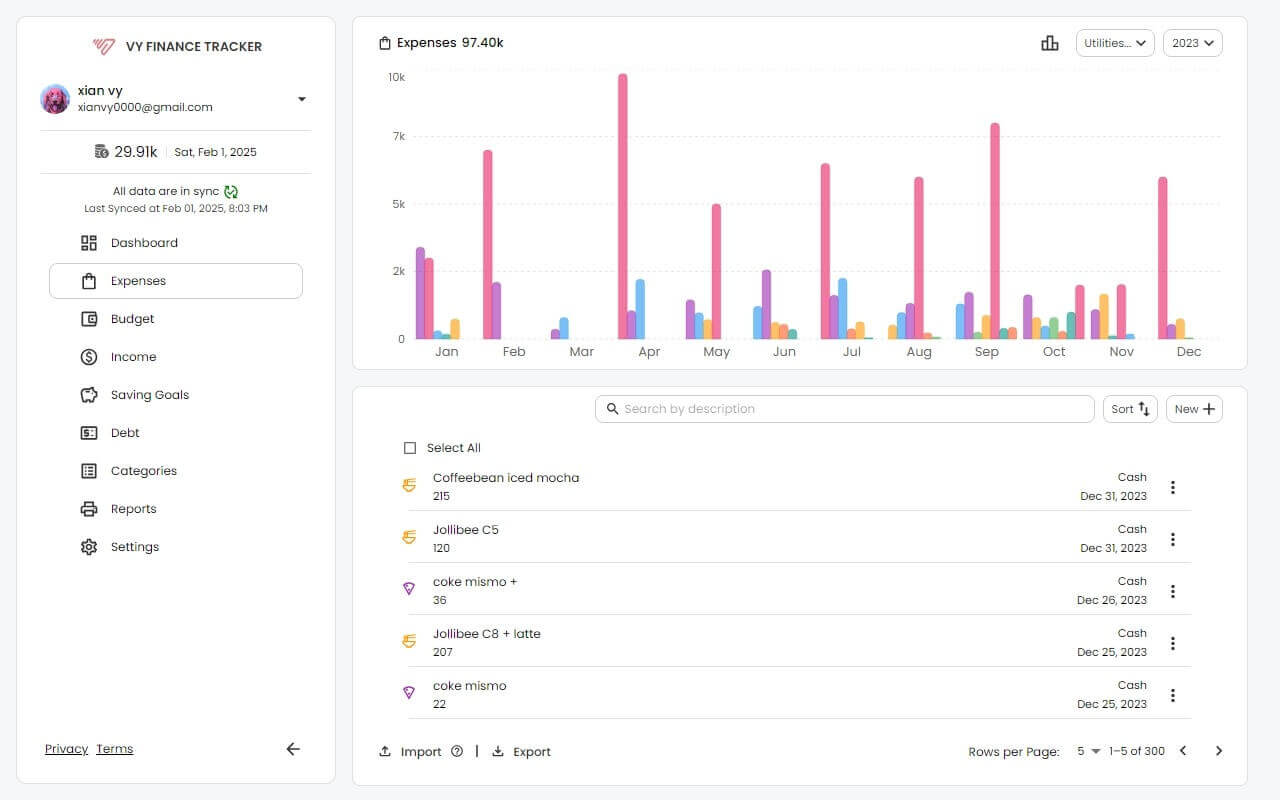 VY FINANCE TRACKER
xian vy
xianvy0000@gmail.com
29.91k
Sat, Feb 1, 2025
All data are in sync
Last Synced at Feb 01, 2025, 8:03 PM
Dashboard
Expenses
Budget
Income
Saving Goals
Debt
Categories
Reports
Settings
Privacy Terms
Expenses 97.40k
Utilities...
2023
10k
7k
5k
2k
0
Jan Feb Mar Apr May Jun Jul Aug Sep Oct Nov Dec
Search by description
Sort
New
Select All
Coffeebean iced mocha
215
Cash
Dec 31, 2023
Jollibee C5
120
Cash
Dec 31, 2023
coke mismo +
36
Cash
Dec 26, 2023
Jollibee C8 + latte
207
Cash
Dec 25, 2023
coke mismo
22
Cash
Dec 25, 2023
Import | Export
Rows per Page: 5 1–5 of 300